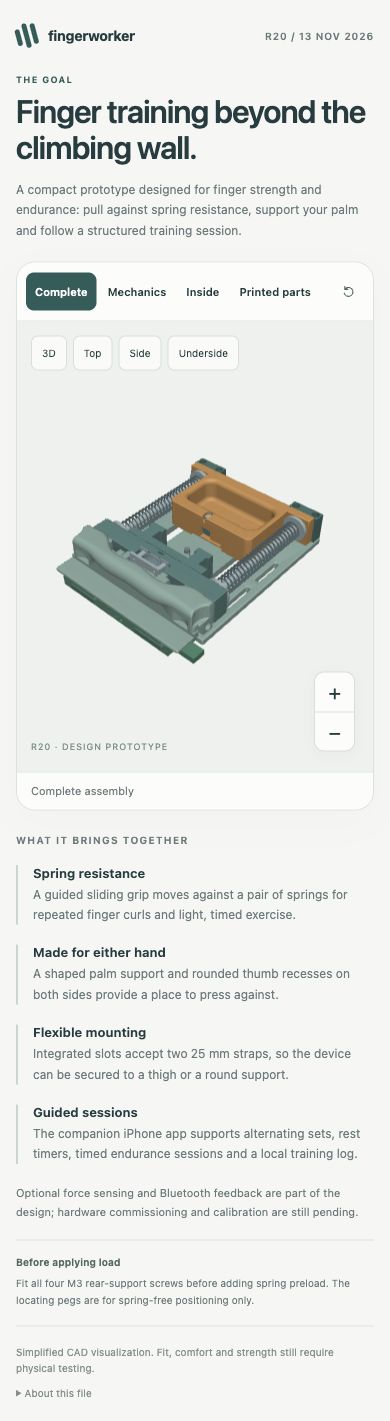 fingerworker
R20 / 13 NOV 2026
THE GOAL
Finger training beyond the
climbing wall.
A compact prototype designed for finger strength and
endurance: pull against spring resistance, support your palm
and follow a structured training session.
Complete Mechanics Inside Printed parts
3D Top Side Underside
+
−
R20 · DESIGN PROTOTYPE
Complete assembly
WHAT IT BRINGS TOGETHER
Spring resistance
A guided sliding grip moves against a pair of springs for
repeated finger curls and light, timed exercise.
Made for either hand
A shaped palm support and rounded thumb recesses on
both sides provide a place to press against.
Flexible mounting
Integrated slots accept two 25 mm straps, so the device
can be secured to a thigh or a round support.
Guided sessions
The companion iPhone app supports alternating sets, rest
timers, timed endurance sessions and a local training log.
Optional force sensing and Bluetooth feedback are part of the
design; hardware commissioning and calibration are still pending.
Before applying load
Fit all four M3 rear-support screws before adding spring preload. The
locating pegs are for spring-free positioning only.
Simplified CAD visualization. Fit, comfort and strength still require
physical testing.
About this file